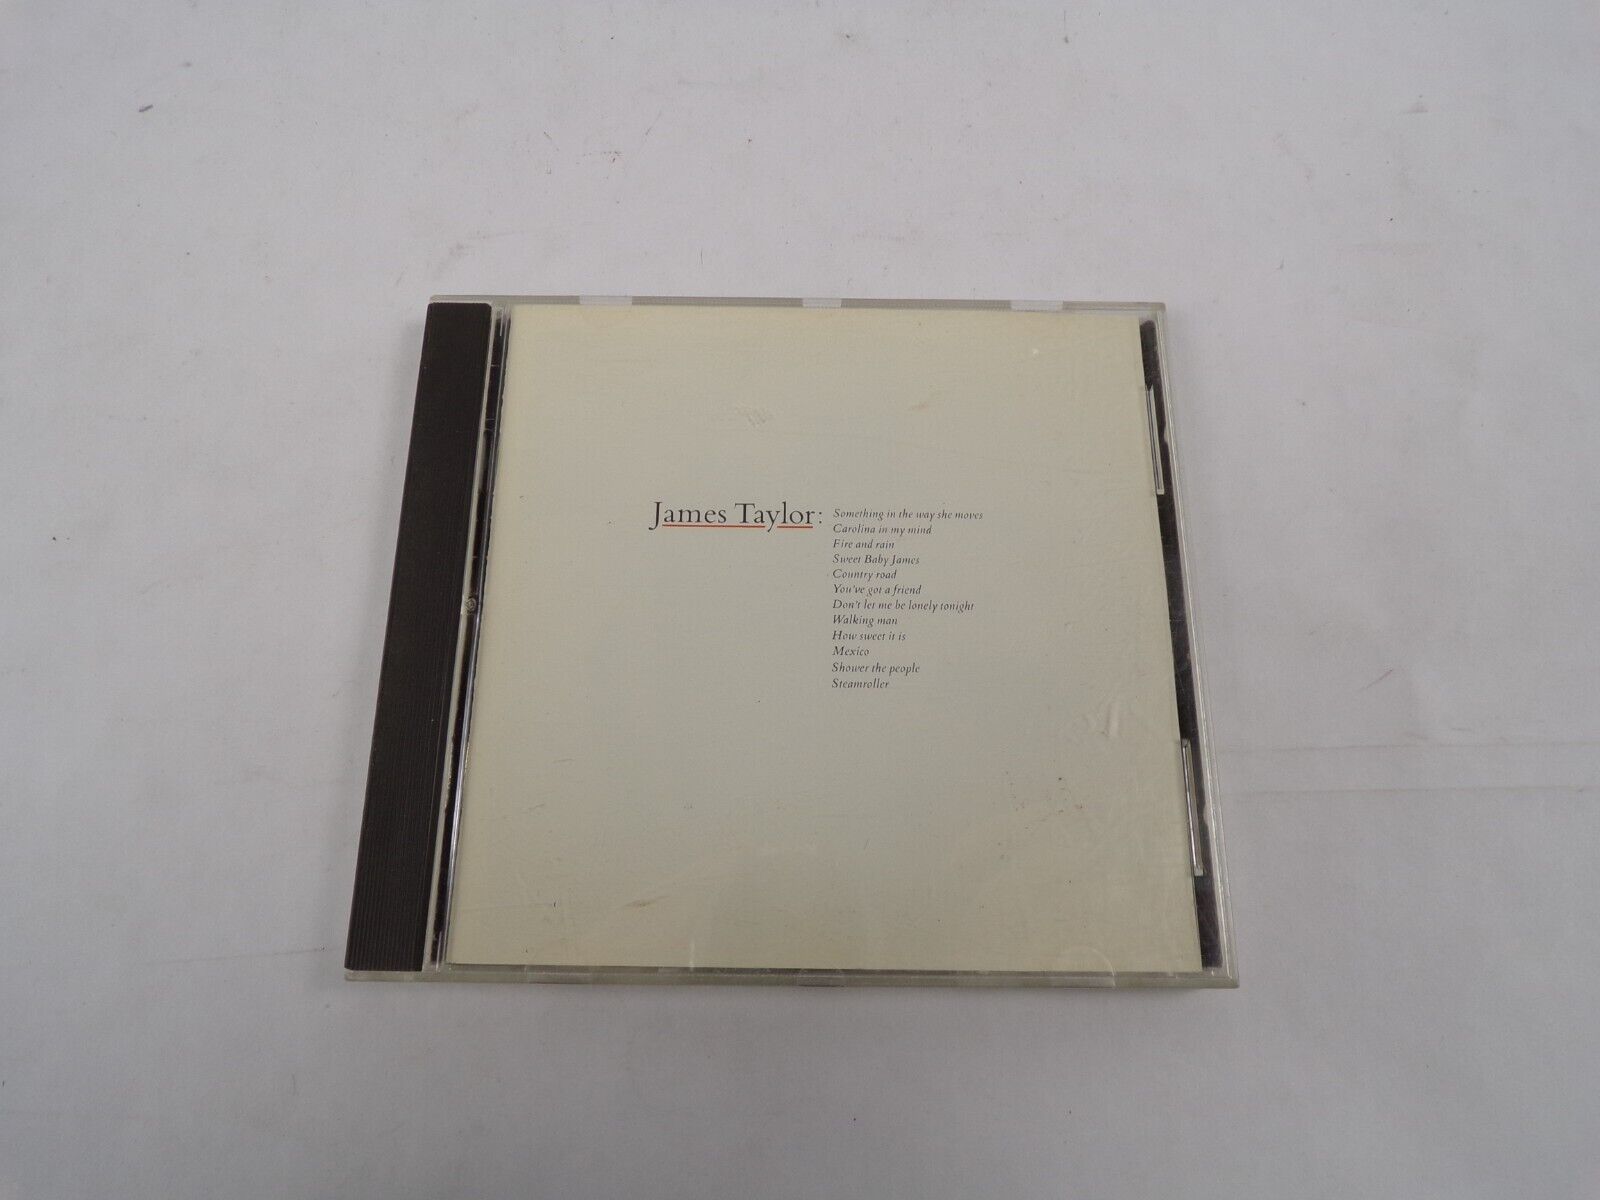 James Taylor:
Something in the way she moves
Carolina in my mind
Fire and rain
Sweet Baby James
Country road
You've got a friend
Don't let me be lonely tonight
Walking man
How sweet it is
Mexico
Shower the people
Steamroller